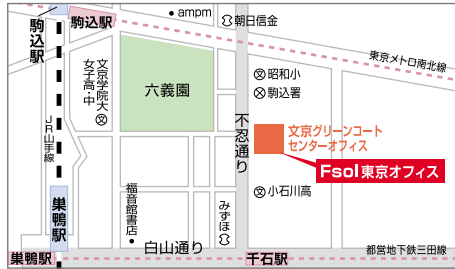 ampm
駒込駅
朝日信金
駒込駅
東京メトロ南北線
文京学院大
女子高・中
六義園
昭和小
駒込署
不忍通り
文京グリーンコート
センターオフィス
JR山手線
Fsol東京オフィス
福音館書店
みずほ
小石川高
巣鴨駅
白山通り
都営地下鉄三田線
巣鴨駅
千石駅